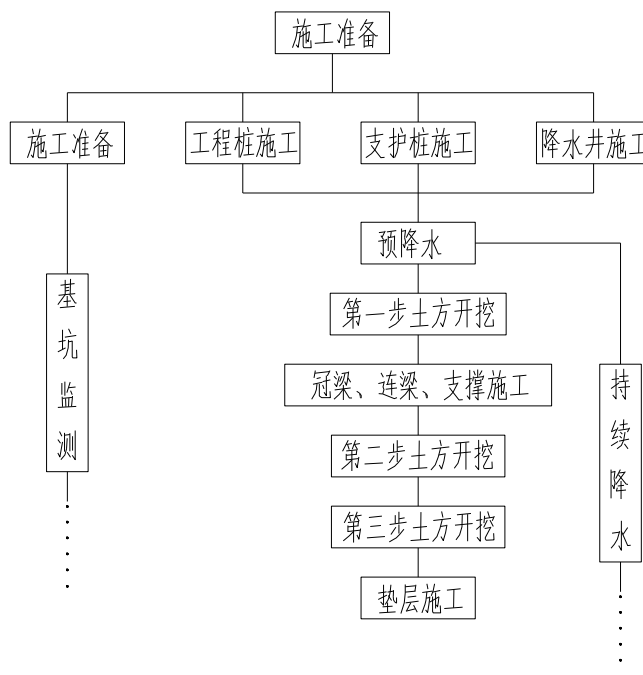 施工准备
施工准备
工程桩施工
支护桩施工
降水井施工
预降水
第一步土方开挖
冠梁、连梁、支撑施工
第二步土方开挖
第三步土方开挖
垫层施工
基坑监测
持续降水